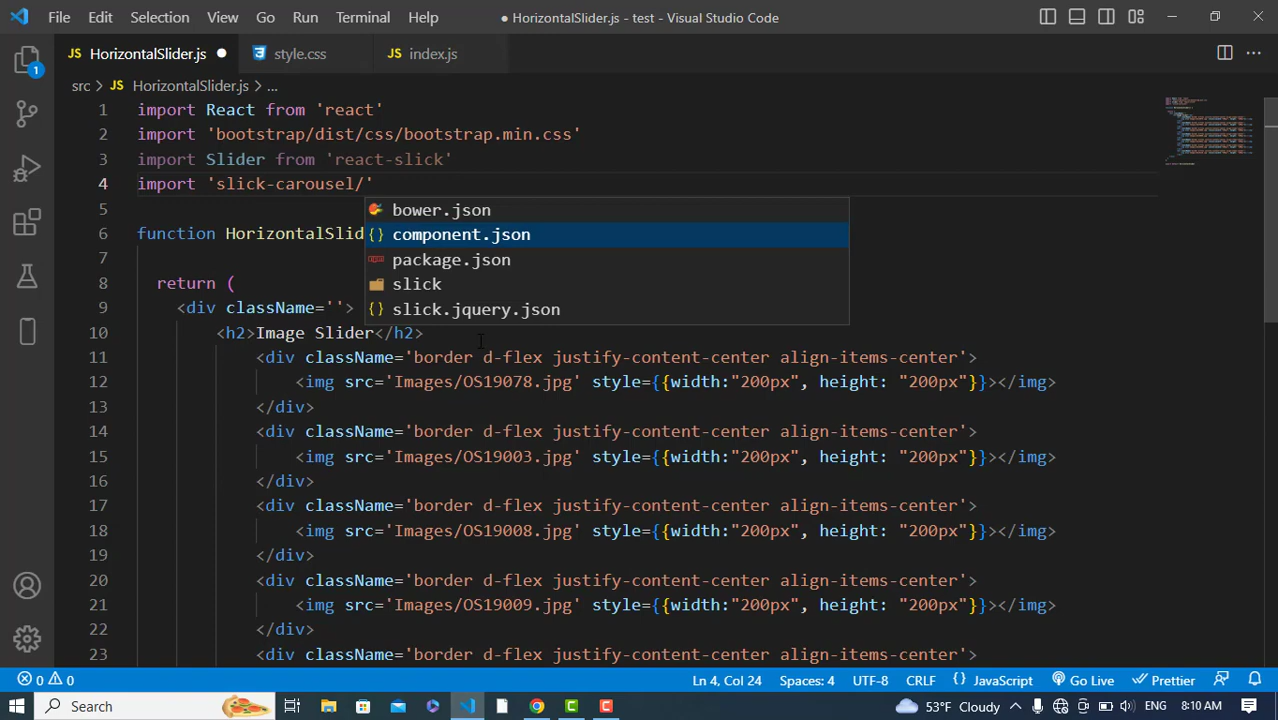 File Edit Selection View Go Run Terminal Help ● HorizontalSlider.js - test - Visual Studio Code
JS HorizontalSlider.js ● style.css JS index.js
src > JS HorizontalSlider.js > ...
1 import React from 'react'
2 import 'bootstrap/dist/css/bootstrap.min.css'
3 import Slider from 'react-slick'
4 import 'slick-carousel/'
bower.json
5
{} component.json
6 function HorizontalSlid
7
package.json
slick
8 return (
{} slick.jquery.json
9 <div className=''>
10 <h2>Image Slider</h2>
11 <div className='border d-flex justify-content-center align-items-center'>
12 <img src='Images/OS19078.jpg' style={{width:"200px", height: "200px"}}></img>
13 </div>
14 <div className='border d-flex justify-content-center align-items-center'>
15 <img src='Images/OS19003.jpg' style={{width:"200px", height: "200px"}}></img>
16 </div>
17 <div className='border d-flex justify-content-center align-items-center'>
18 <img src='Images/OS19008.jpg' style={{width:"200px", height: "200px"}}></img>
19 </div>
20 <div className='border d-flex justify-content-center align-items-center'>
21 <img src='Images/OS19009.jpg' style={{width:"200px", height: "200px"}}></img>
22 </div>
23 <div className='border d-flex justify-content-center align-items-center'>
1
0 0 Ln 4, Col 24 Spaces: 4 UTF-8 CRLF {} JavaScript Go Live Prettier
Search 53°F Cloudy ENG 8:10 AM